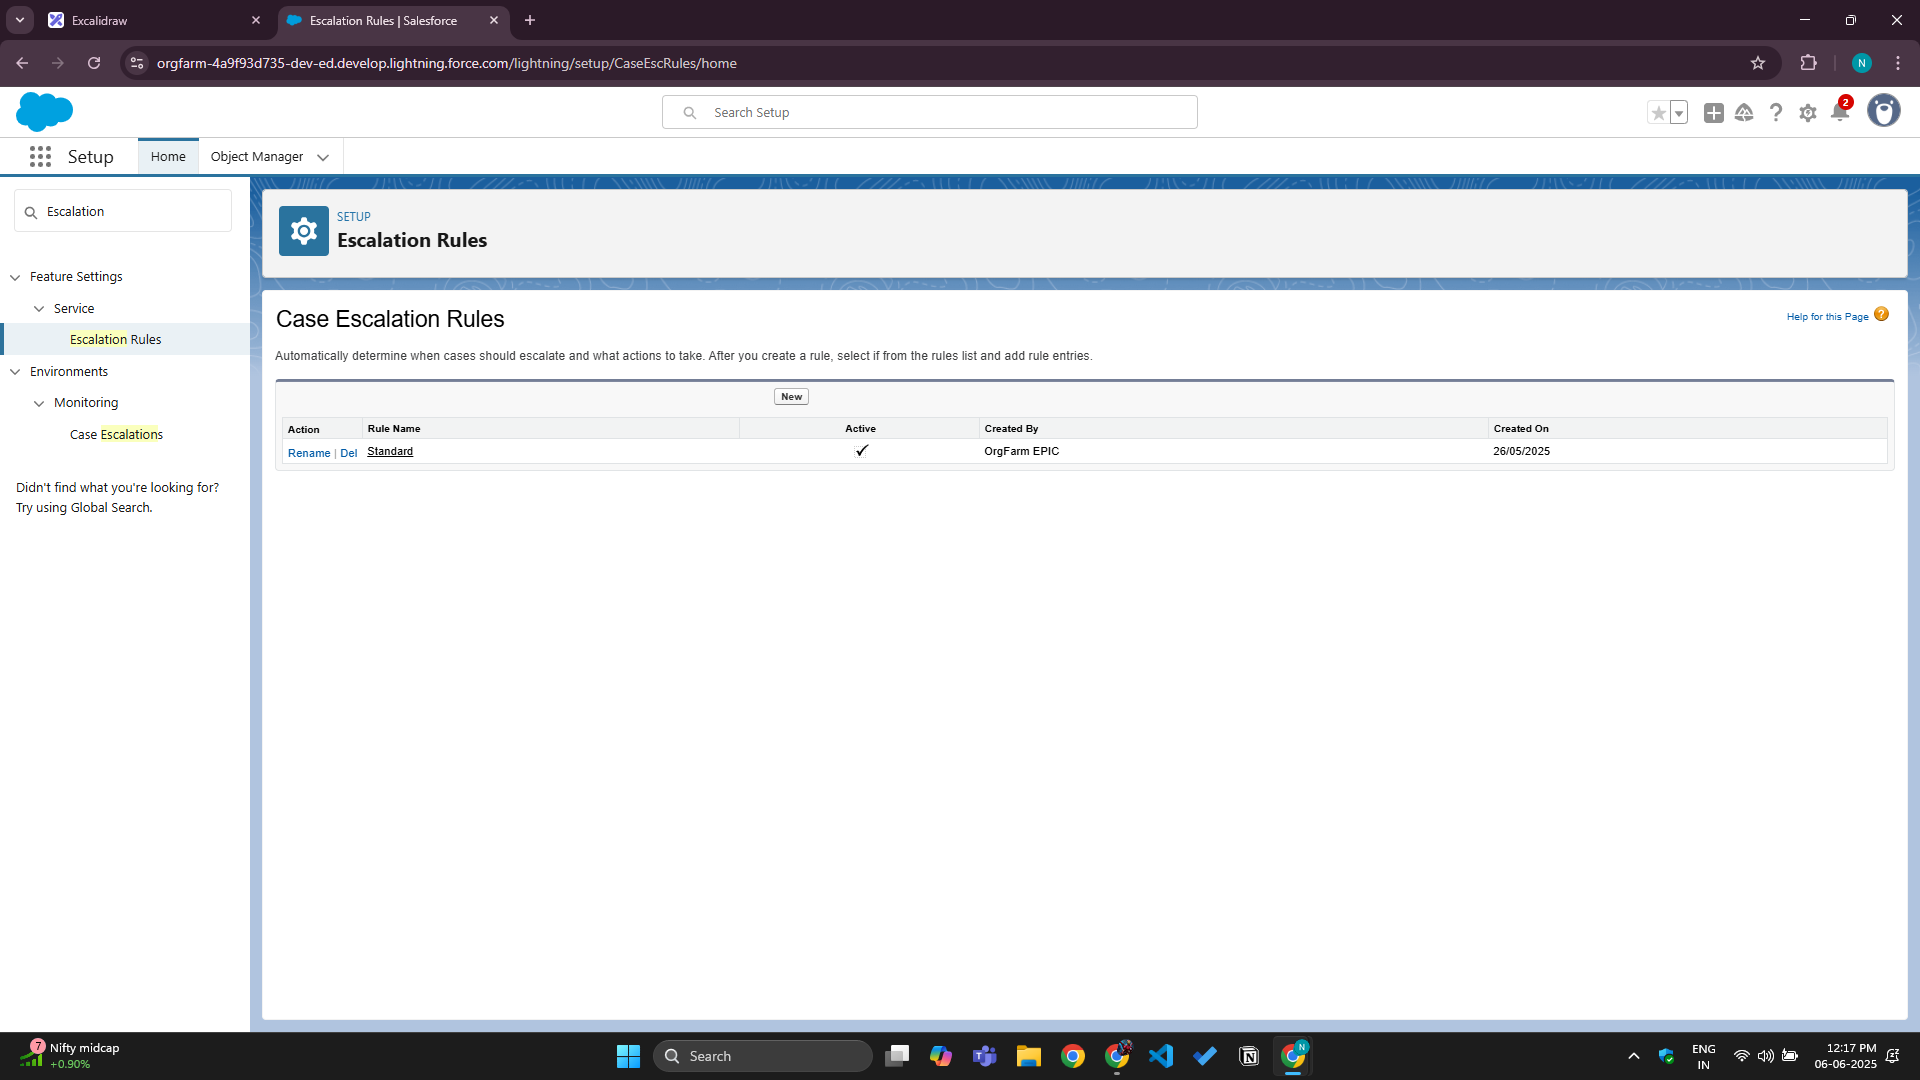 Excalidraw
Escalation Rules | Salesforce
orgfarm-4a9f93d735-dev-ed.develop.lightning.force.com/lightning/setup/CaseEscRules/home
N
Search Setup
2
Setup
Home
Object Manager
Escalation
Feature Settings
Service
Escalation Rules
Environments
Monitoring
Case Escalations
Didn't find what you're looking for?
Try using Global Search.
SETUP
Escalation Rules
Case Escalation Rules
Help for this Page ?
Automatically determine when cases should escalate and what actions to take. After you create a rule, select if from the rules list and add rule entries.
New
Action Rule Name Active Created By Created On
Rename | Del Standard OrgFarm EPIC 26/05/2025
7
Nifty midcap
+0.90%
Search
N
ENG
IN
12:17 PM
06-06-2025